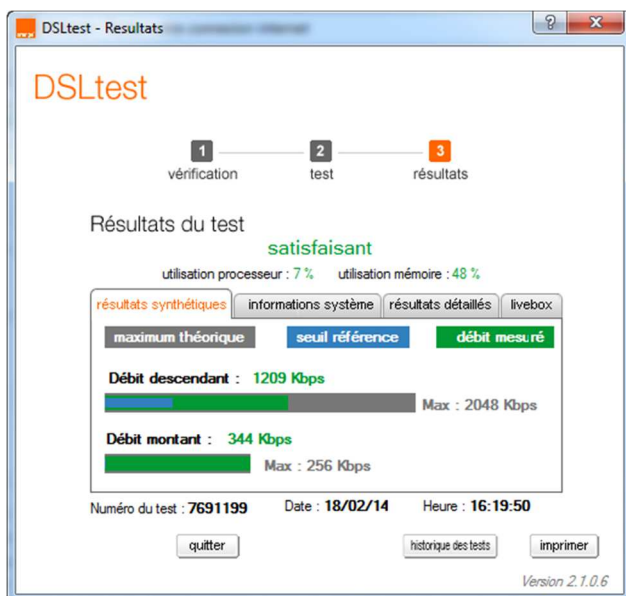 DSLtest - Resultats
DSLtest
1 2 3
vérification test résultats
Résultats du test
satisfaisant
utilisation processeur : 7 % utilisation mémoire : 48 %
résultats synthétiques informations système résultats détaillés livebox
maximum théorique seuil référence débit mesuré
Débit descendant : 1209 Kbps
Max : 2048 Kbps
Débit montant : 344 Kbps
Max : 256 Kbps
Numéro du test : 7691199 Date : 18/02/14 Heure : 16:19:50
quitter historique des tests imprimer
Version 2.1.0.6